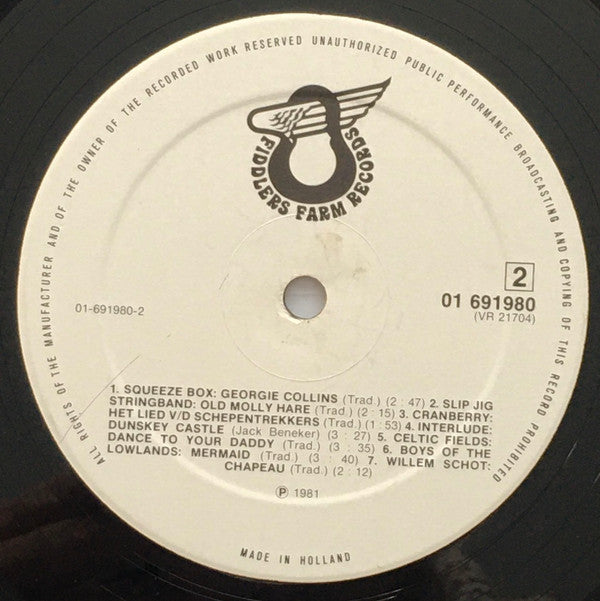 ALL RIGHTS OF THE MANUFACTURER AND OF THE OWNER OF THE RECORDED WORK RESERVED UNAUTHORIZED PUBLIC PERFORMANCE BROADCASTING AND COPYING OF THIS RECORD PROHIBITED
FIDDLERS FARM RECORDS
2
01 691980
(VR 21704)
01-691980-2
1. SQUEEZE BOX: GEORGIE COLLINS (Trad.) (2 : 47) 2. SLIP JIG
STRINGBAND: OLD MOLLY HARE (Trad.) (2 : 15) 3. CRANBERRY:
HET LIED V/D SCHEPENTREKKERS (Trad.) (1 : 53) 4. INTERLUDE:
DUNSKEY CASTLE (Jack Beneker) (3 : 27) 5. CELTIC FIELDS:
DANCE TO YOUR DADDY (Trad.) (3 : 35) 6. BOYS OF THE
LOWLANDS: MERMAID (Trad.) (3 : 40) 7. WILLEM SCHOT:
CHAPEAU (Trad.) (2 : 12)
Ⓟ 1981
MADE IN HOLLAND